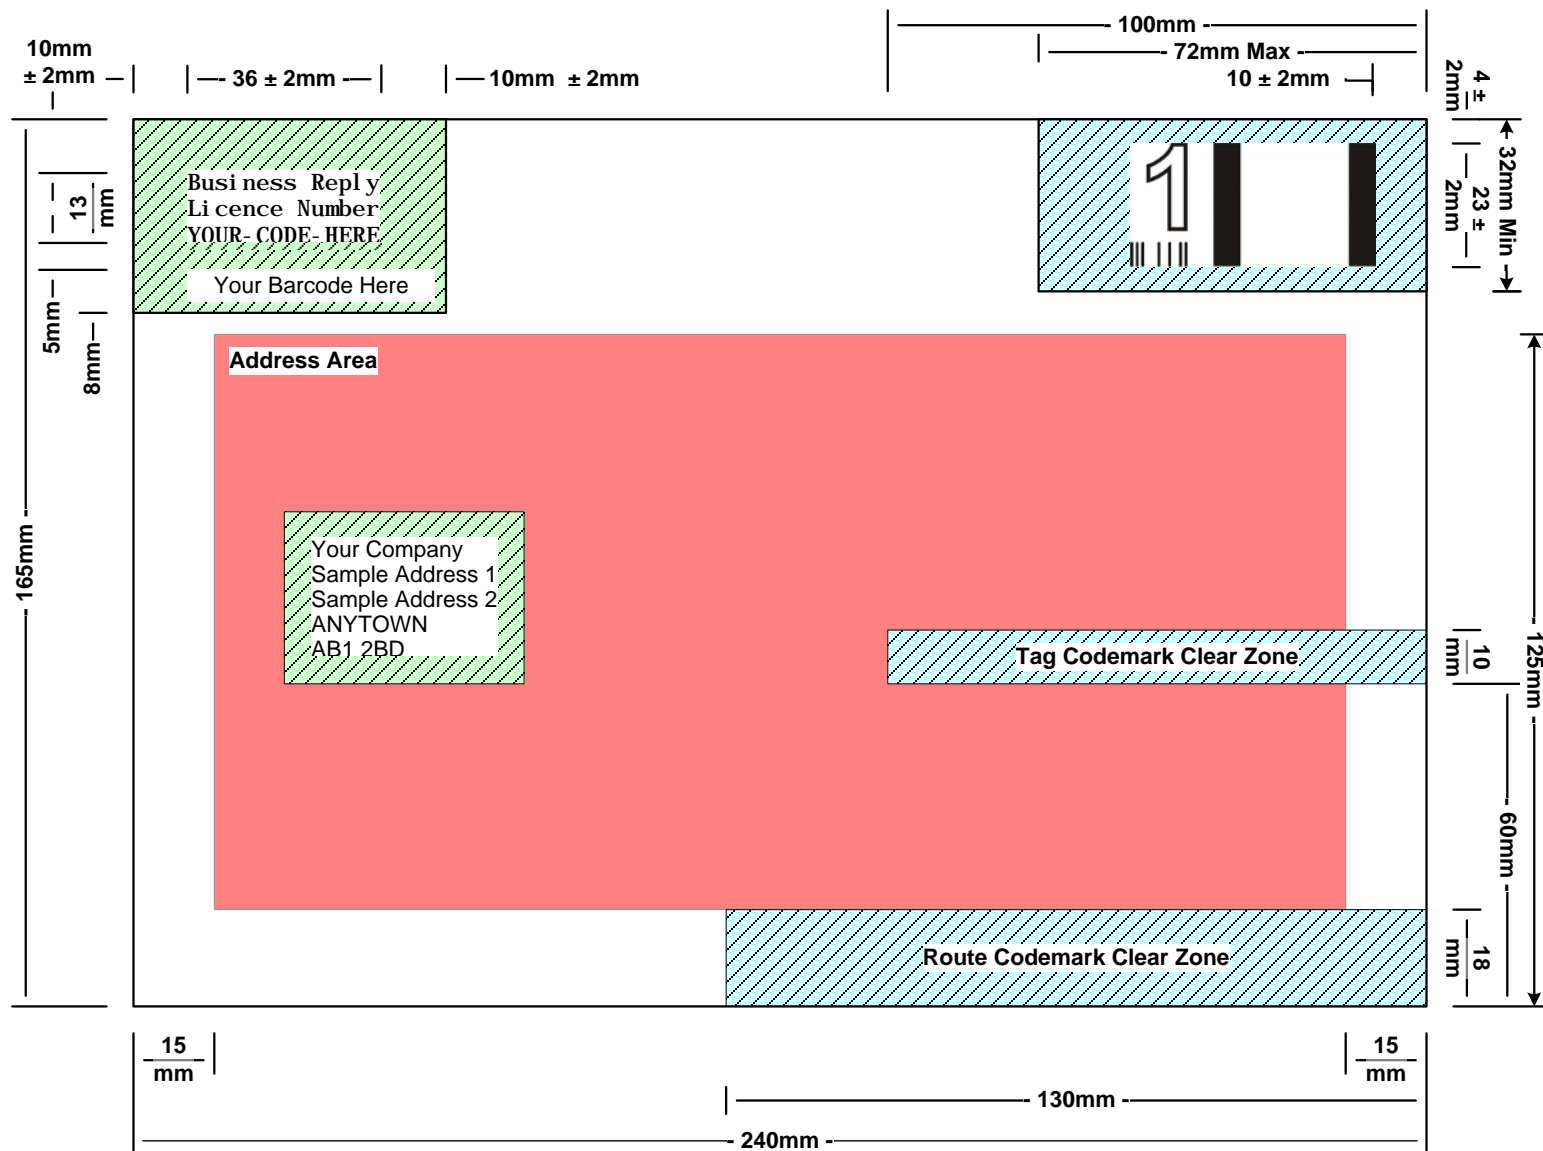 - 100mm -
10mm
± 2mm
- 36 ± 2mm -
10mm ± 2mm
- 72mm Max -
10 ± 2mm
4 ±
2mm
Business Reply
Licence Number
YOUR-CODE-HERE
Your Barcode Here
1
13
mm
5mm
8mm
23 ±
2mm
- 32mm Min -
Address Area
- 165mm -
Your Company
Sample Address 1
Sample Address 2
ANYTOWN
AB1 2BD
Tag Codemark Clear Zone
10
mm
- 125mm -
- 60mm -
Route Codemark Clear Zone
18
mm
15
mm
15
mm
- 130mm -
- 240mm -